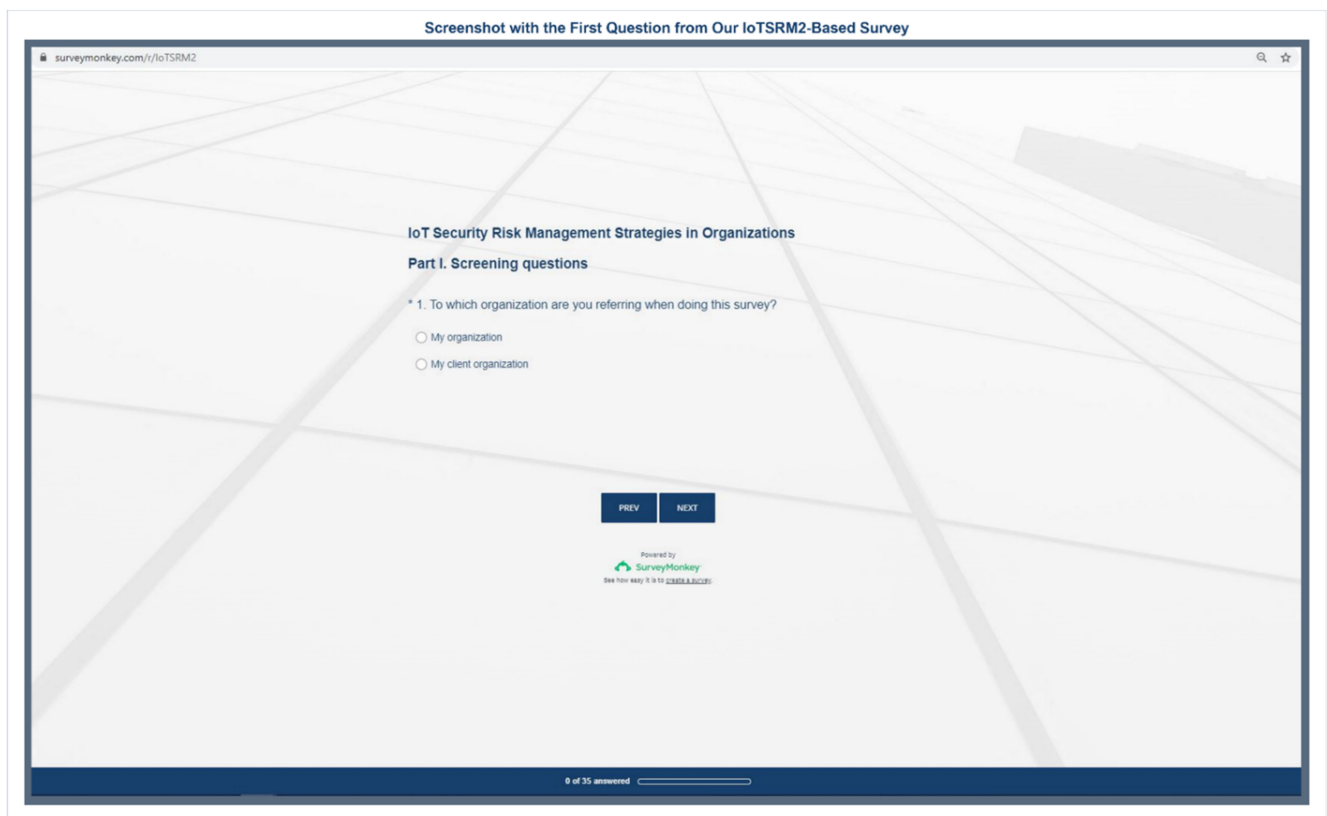 Screenshot with the First Question from Our IoTSRM2-Based Survey
surveymonkey.com/r/IoTSRM2
IoT Security Risk Management Strategies in Organizations
Part I. Screening questions
* 1. To which organization are you referring when doing this survey?
My organization
My client organization
PREV NEXT
Powered by
SurveyMonkey
See how easy it is to create a survey.
0 of 35 answered